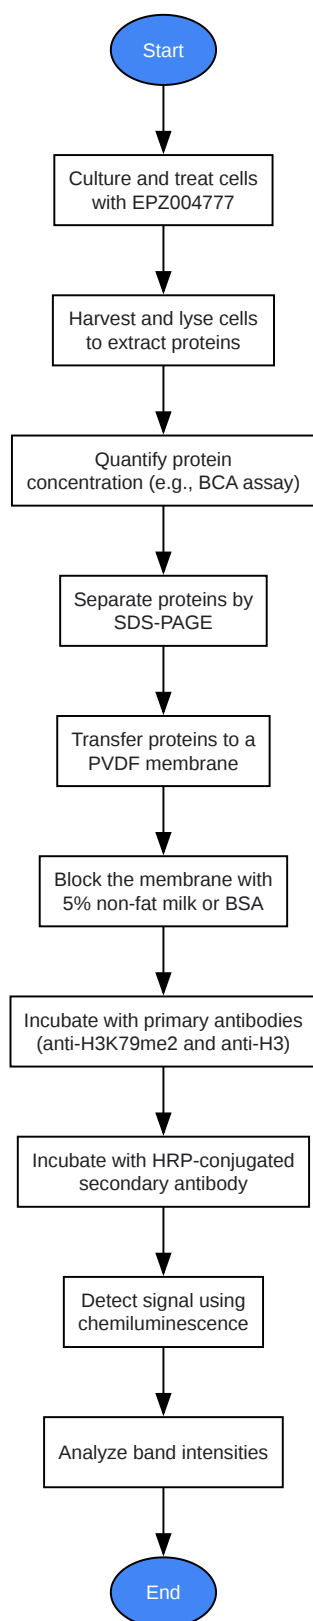 Start
Culture and treat cells
with EPZ004777
Harvest and lyse cells
to extract proteins
Quantify protein
concentration (e.g., BCA assay)
Separate proteins by
SDS-PAGE
Transfer proteins to a
PVDF membrane
Block the membrane with
5% non-fat milk or BSA
Incubate with primary antibodies
(anti-H3K79me2 and anti-H3)
Incubate with HRP-conjugated
secondary antibody
Detect signal using
chemiluminescence
Analyze band intensities
End